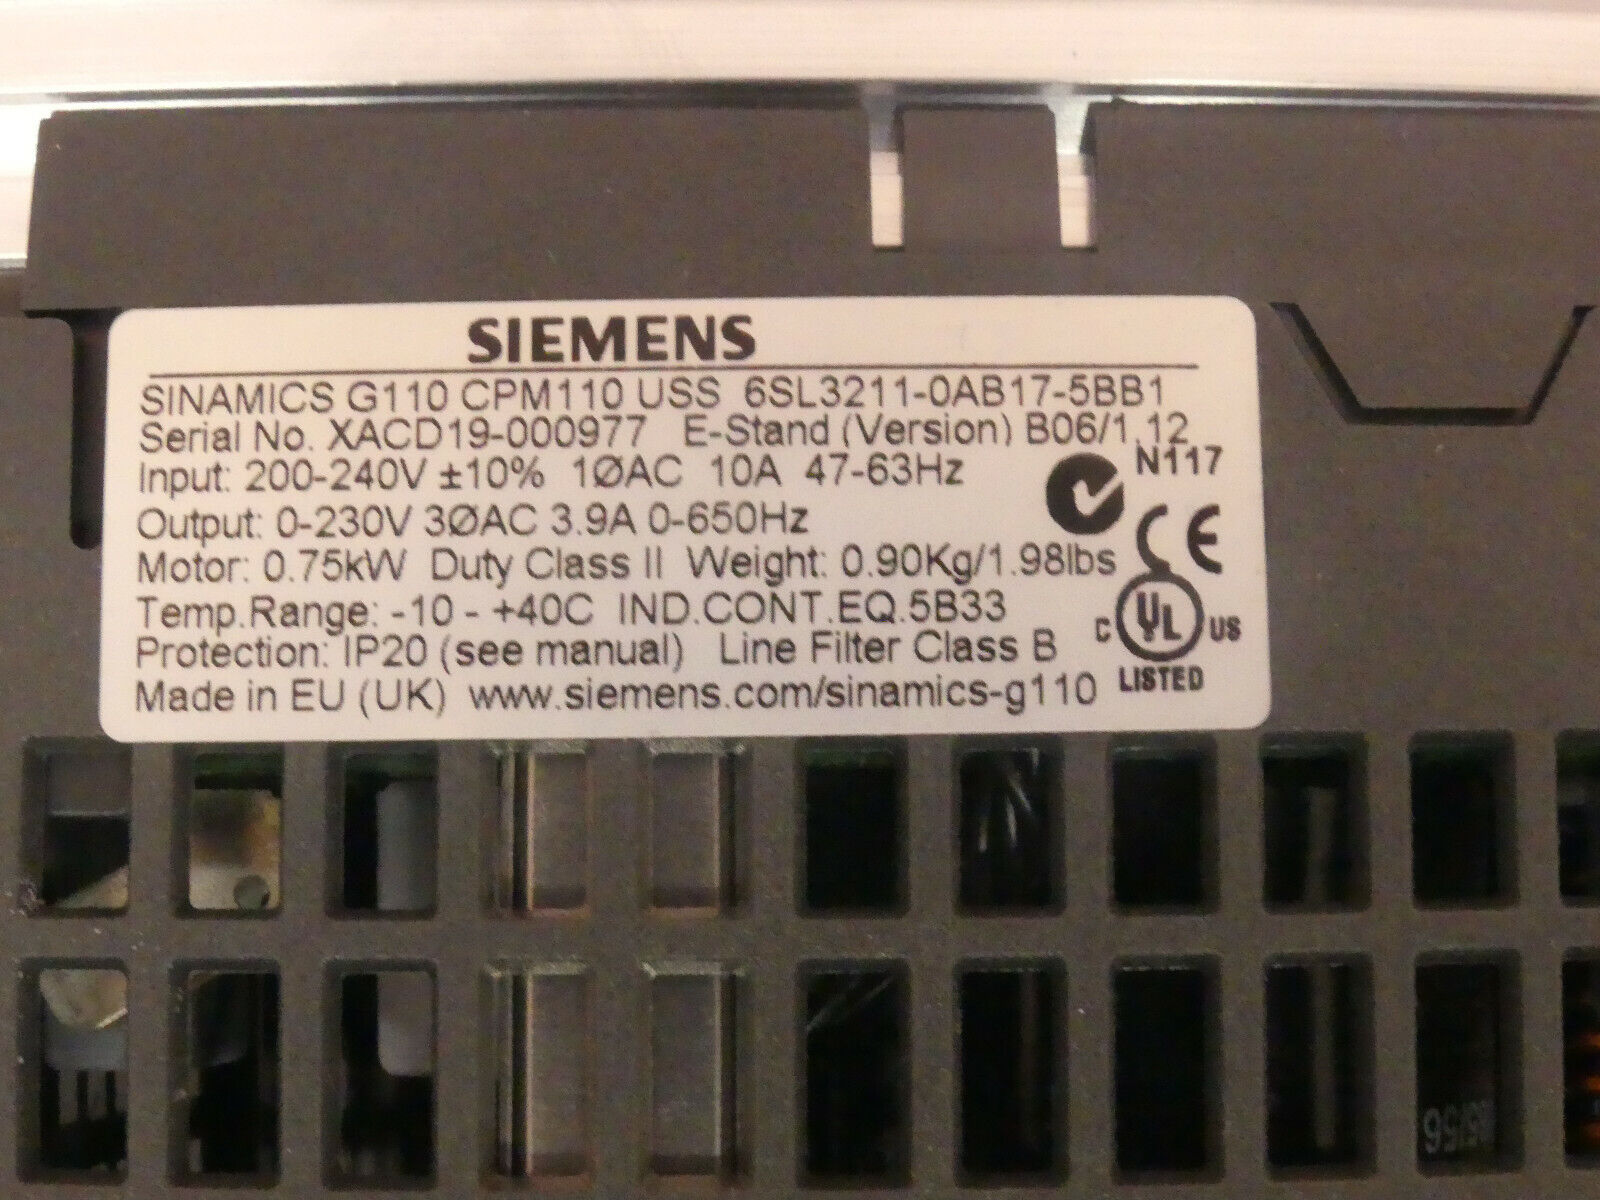 SIEMENS
SINAMICS G110 CPM110 USS 6SL3211-0AB17-5BB1
Serial No. XACD19-000977 E-Stand (Version) B06/1.12
Input: 200-240V ±10% 1ØAC 10A 47-63Hz
N117
Output: 0-230V 3ØAC 3.9A 0-650Hz
CE
Motor: 0.75kW Duty Class II Weight: 0.90Kg/1.98lbs
Temp.Range: -10 - +40C IND.CONT.EQ.5B33
C UL US
Protection: IP20 (see manual) Line Filter Class B
LISTED
Made in EU (UK) www.siemens.com/sinamics-g110